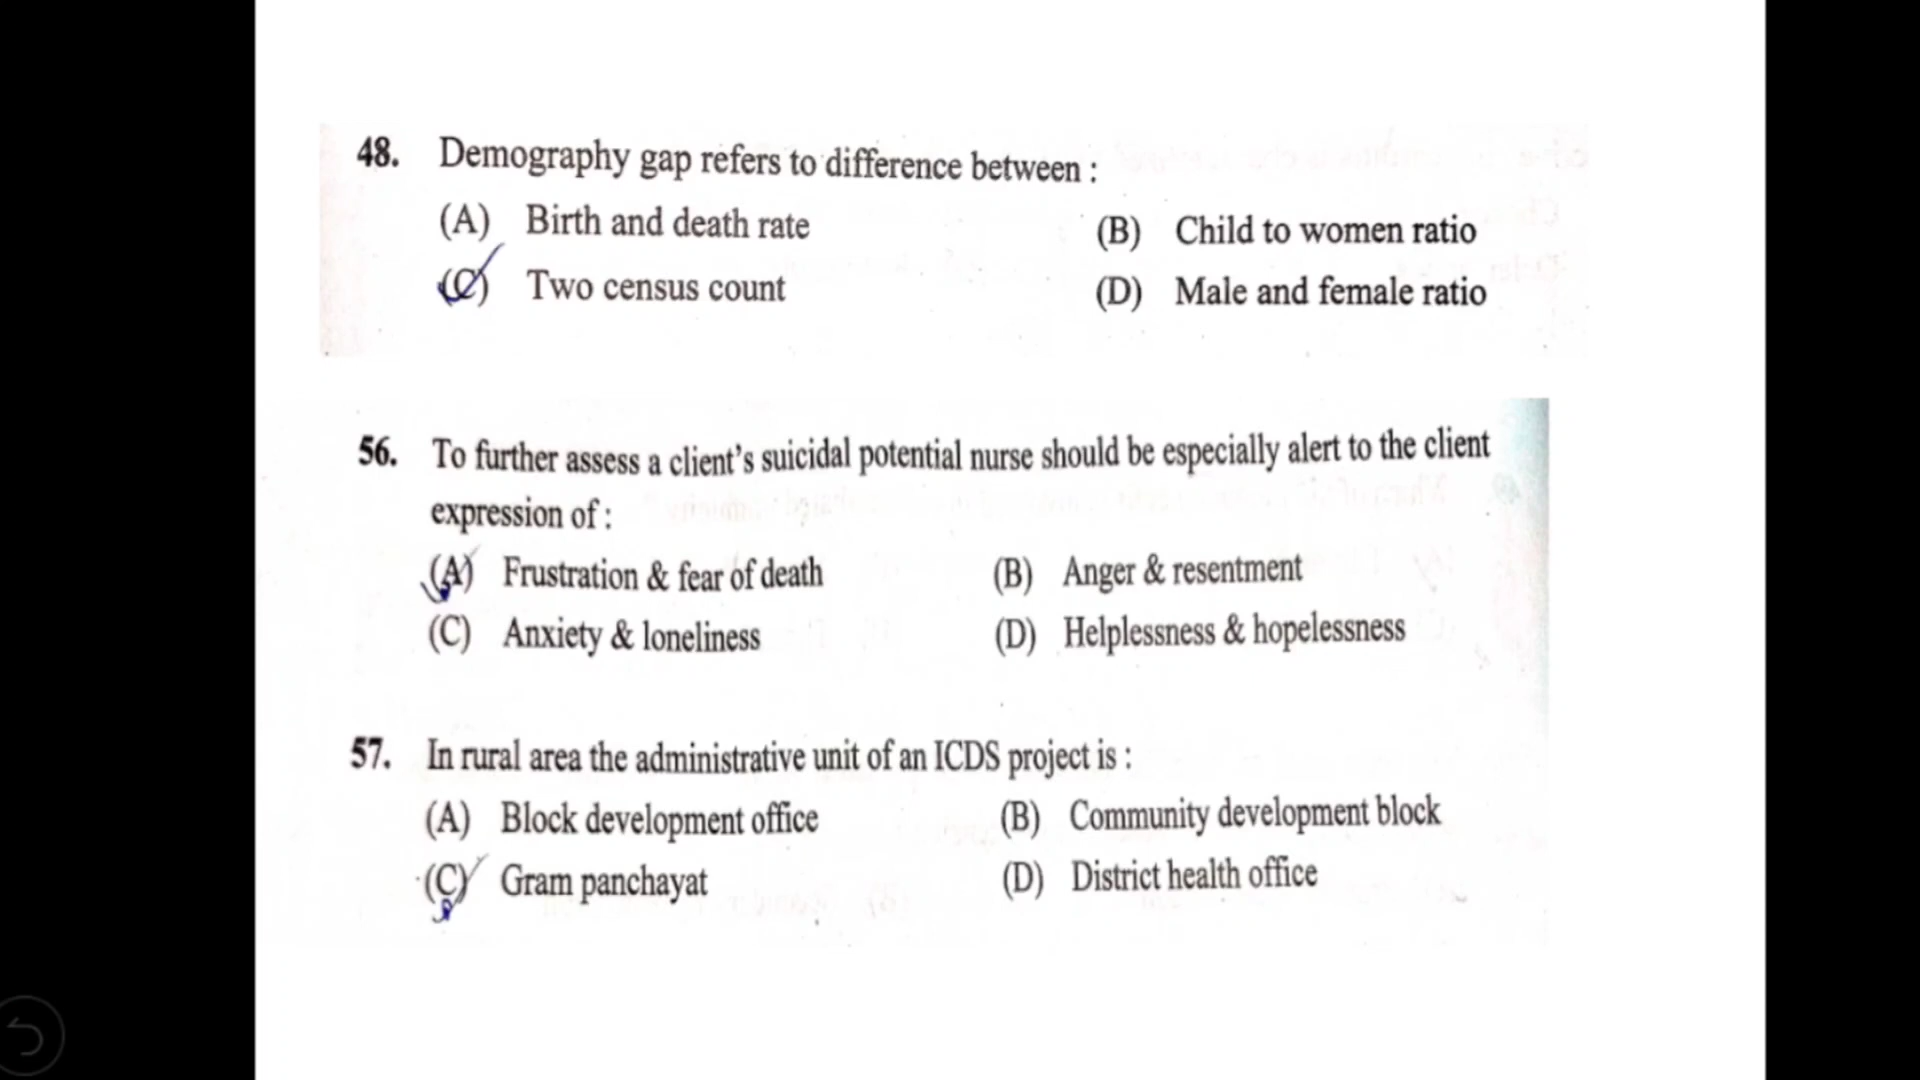 48. Demography gap refers to difference between :
(A) Birth and death rate (B) Child to women ratio
(C) Two census count (D) Male and female ratio
56. To further assess a client's suicidal potential nurse should be especially alert to the client
expression of :
(A) Frustration & fear of death (B) Anger & resentment
(C) Anxiety & loneliness (D) Helplessness & hopelessness
57. In rural area the administrative unit of an ICDS project is :
(A) Block development office (B) Community development block
(C) Gram panchayat (D) District health office